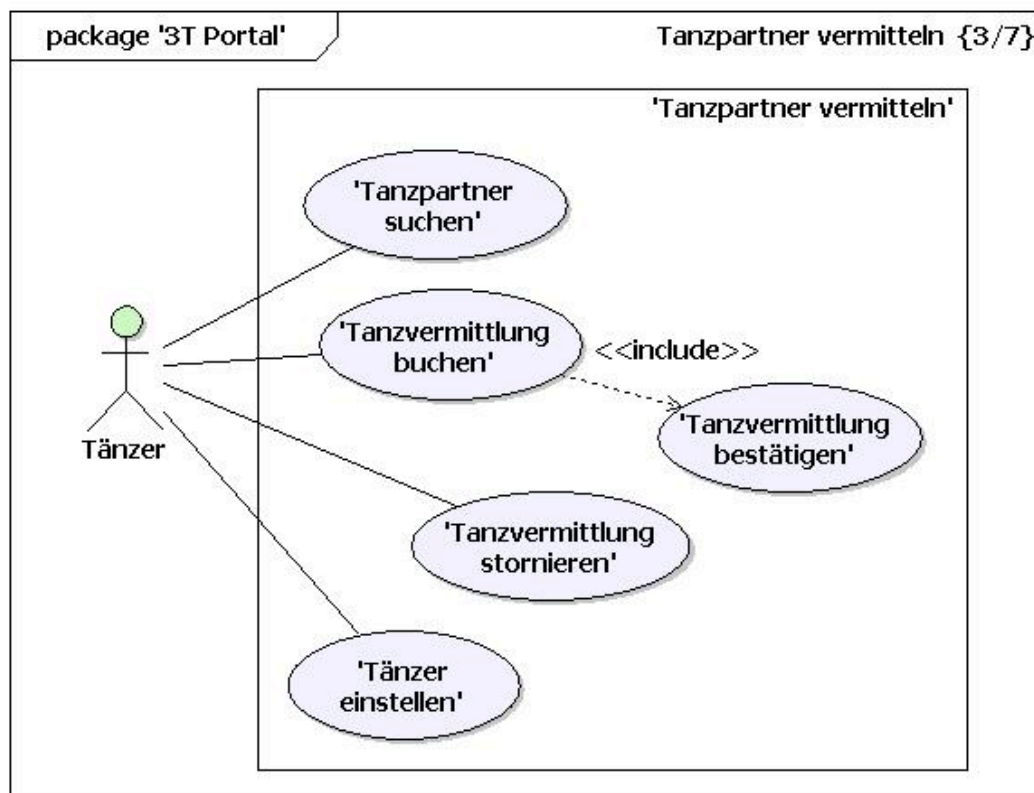 package '3T Portal'
Tanzpartner vermitteln {3/7}
'Tanzpartner vermitteln'
'Tanzpartner
suchen'
'Tanzvermittlung
buchen'
<<include>>
'Tanzvermittlung
bestätigen'
Tänzer
'Tanzvermittlung
stornieren'
'Tänzer
einstellen'